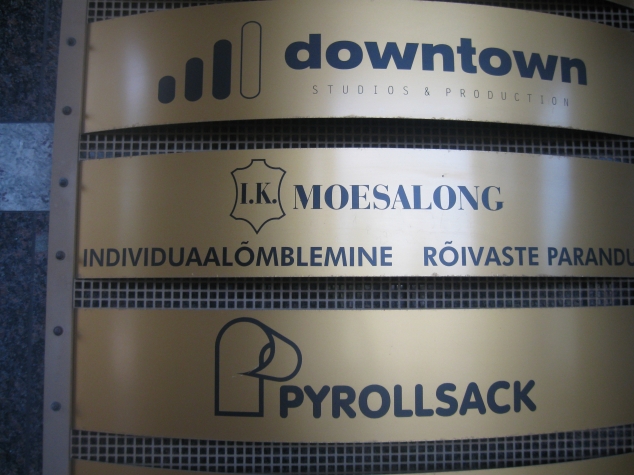 downtown
STUDIOS & PRODUCTION
I.K. MOESALONG
INDIVIDUAALÕMBLEMINE RÕIVASTE PARANDU
PYROLLSACK